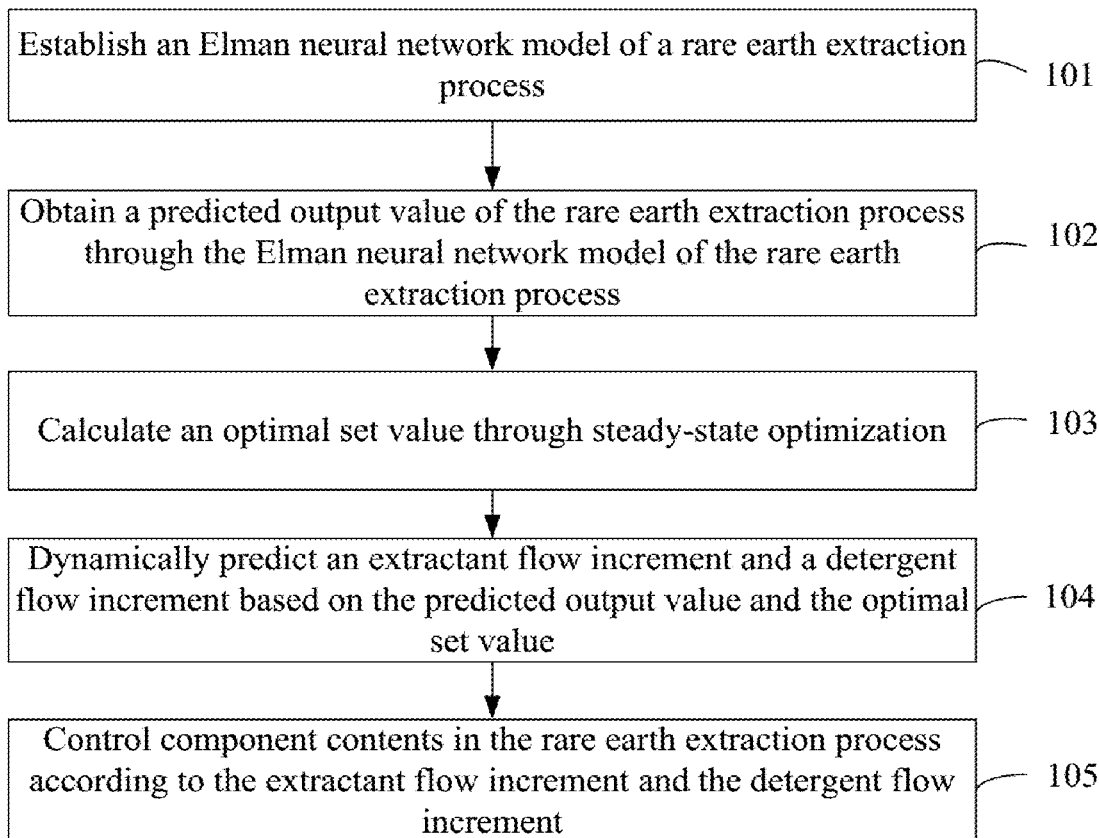 Establish an Elman neural network model of a rare earth extraction
process
101
Obtain a predicted output value of the rare earth extraction process
through the Elman neural network model of the rare earth
extraction process
102
Calculate an optimal set value through steady-state optimization
103
Dynamically predict an extractant flow increment and a detergent
flow increment based on the predicted output value and the optimal
set value
104
Control component contents in the rare earth extraction process
according to the extractant flow increment and the detergent flow
increment
105